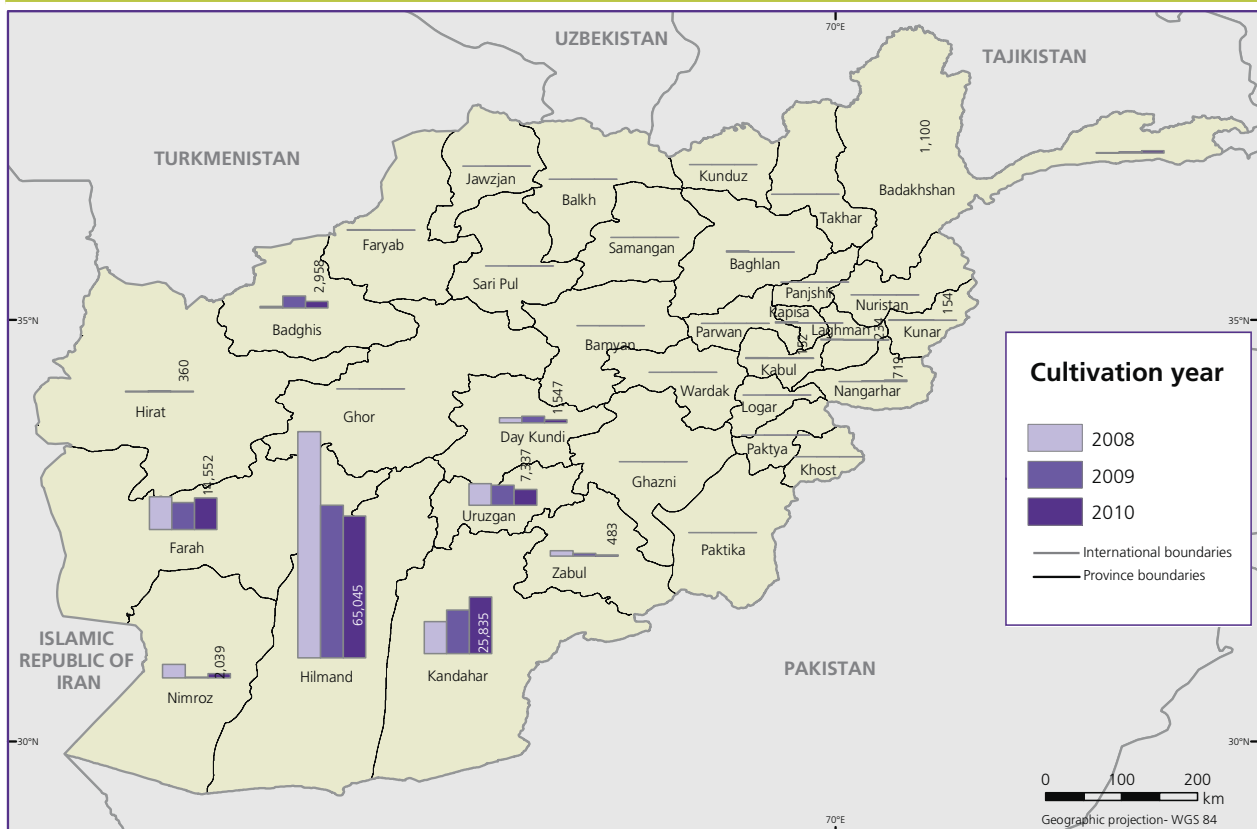 70°E
UZBEKISTAN
TAJIKISTAN
TURKMENISTAN
1,100
Jawzjan
Kunduz
Balkh
Badakhshan
Takhar
Faryab
Samangan
Baghlan
Sari Pul
2,958
Panjshir
Nuristan
154
Kapisa
35°N
Badghis
Parwan
Laghman
234
Kunar
35°N
Bamyan
152
Kabul
360
719
Wardak
Nangarhar
Hirat
Ghor
1,547
Logar
Day Kundi
Paktya
Khost
14,552
7,337
Ghazni
Uruzgan
Farah
483
Paktika
Zabul
65,045
25,835
ISLAMIC
REPUBLIC OF
IRAN
2,039
Nimroz
Hilmand
Kandahar
PAKISTAN
Cultivation year
2008
2009
2010
International boundaries
Province boundaries
30°N
30°N
0 100 200
km
Geographic projection- WGS 84
70°E